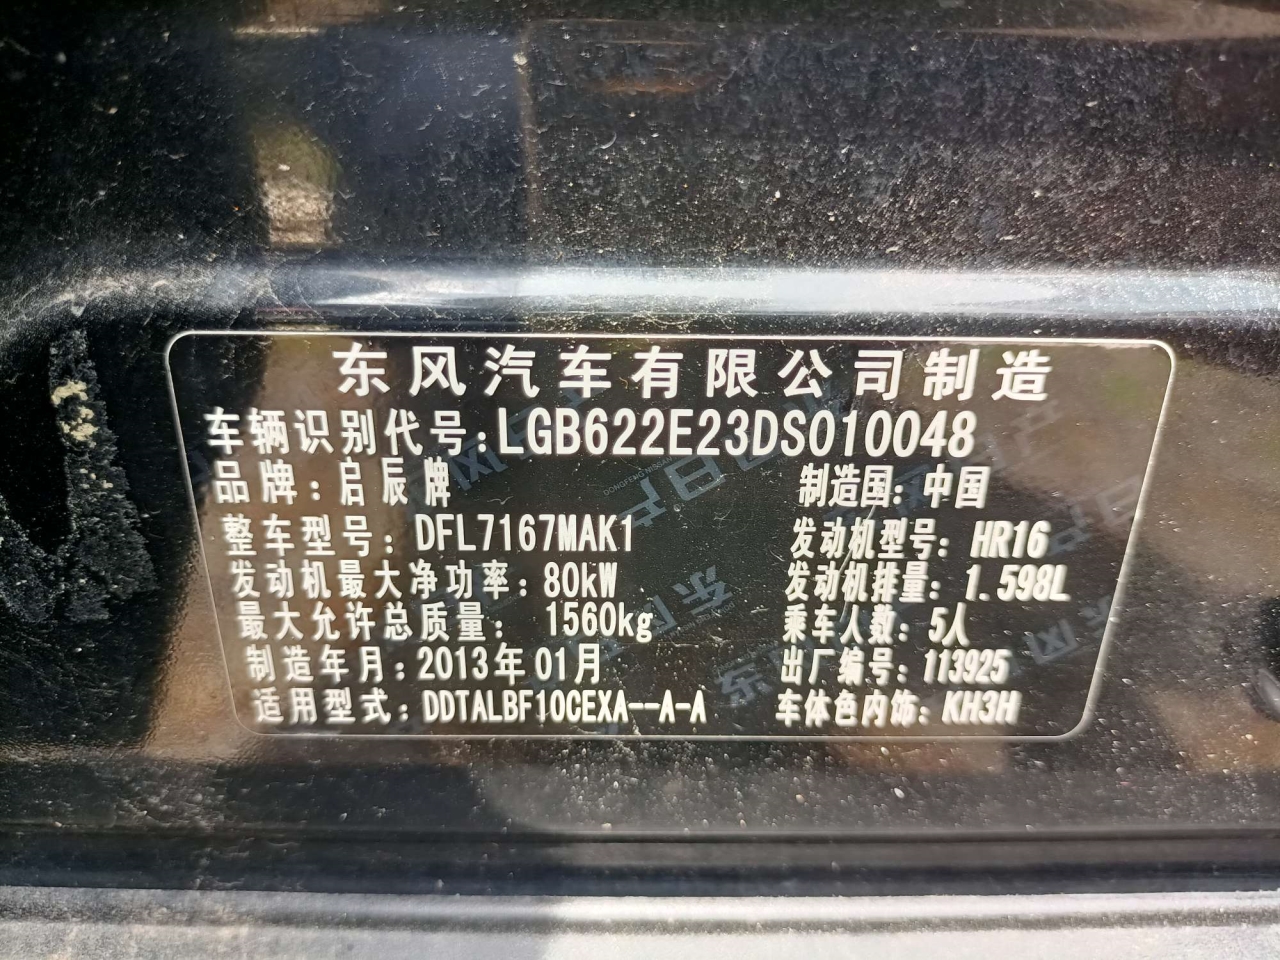 东风汽车有限公司制造
车辆识别代号:LGB622E23DS010048
品牌:启辰牌 制造国:中国
整车型号:DFL7167MAK1 发动机型号:HR16
发动机最大净功率:80kW 发动机排量:1.598L
最大允许总质量:1560kg 乘车人数:5人
制造年月:2013年01月 出厂编号:113925
适用型式:DDTALBF10CEXA--A-A 车体色内饰:KH3H